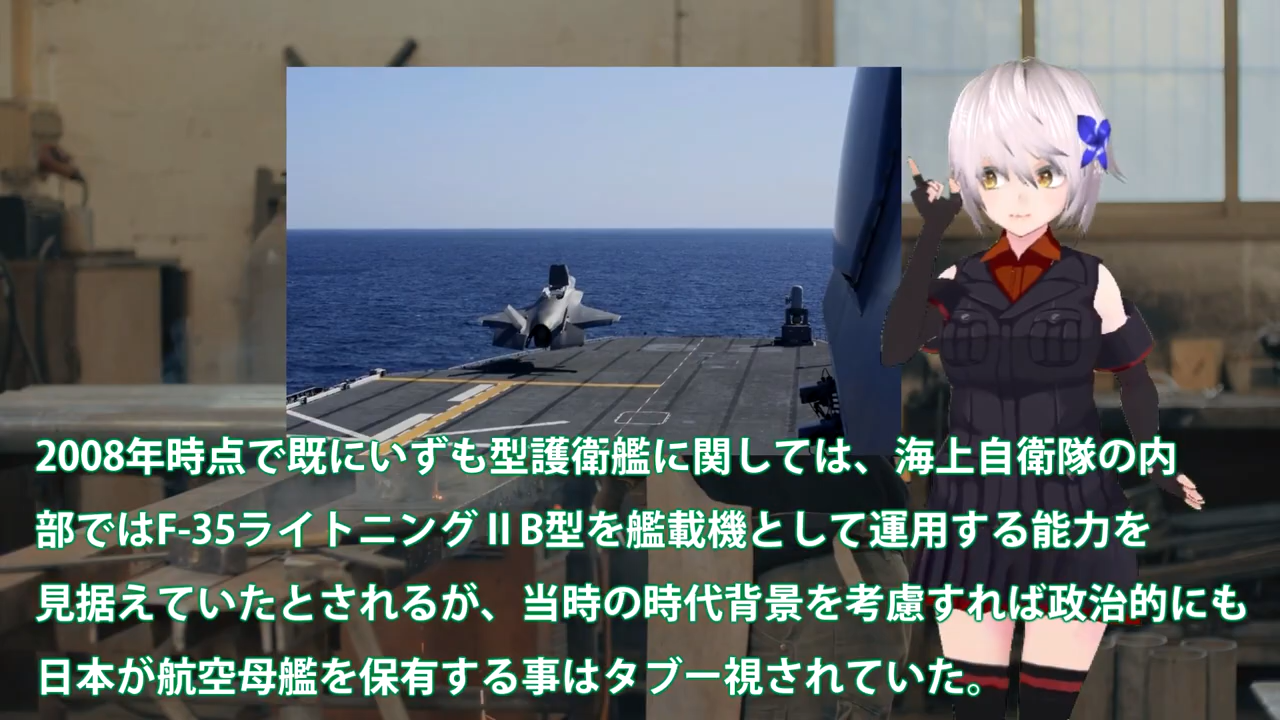 2008年時点で既にいずも型護衛艦に関しては、海上自衛隊の内
部ではF-35ライトニングⅡB型を艦載機として運用する能力を
見据えていたとされるが、当時の時代背景を考慮すれば政治的にも
日本が航空母艦を保有する事はタブー視されていた。